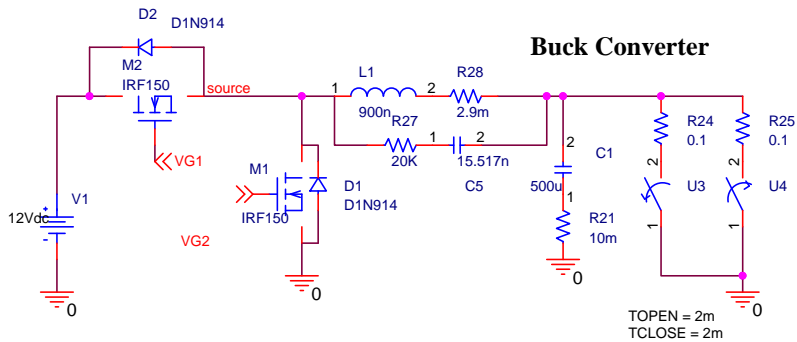 Buck Converter
D2
D1N914
M2
IRF150
source
VG1
V1
12Vdc
+
-
0
M1
IRF150
VG2
D1
D1N914
0
L1
1
2
900n
R28
2.9m
R27
20K
1
2
15.517n
C5
2
C1
500u
1
R21
10m
0
R24
0.1
2
U3
1
R25
0.1
2
U4
1
0
TOPEN = 2m
TCLOSE = 2m